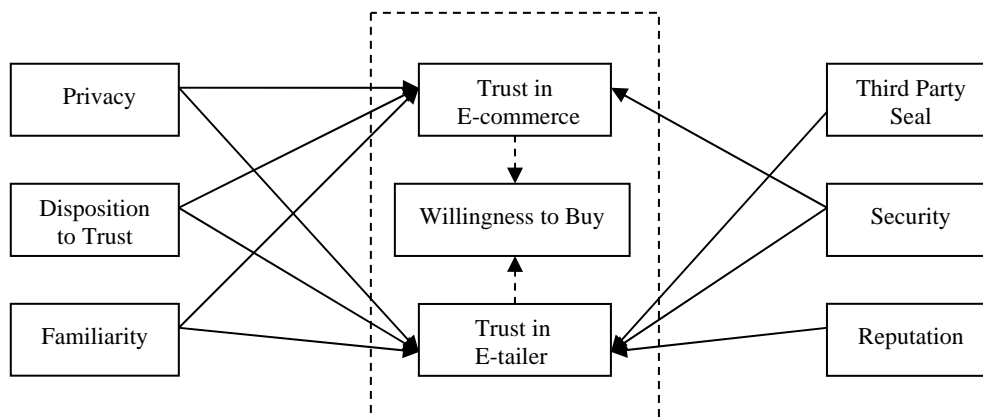 Privacy
Trust in
E-commerce
Third Party
Seal
Disposition
to Trust
Willingness to Buy
Security
Familiarity
Trust in
E-tailer
Reputation